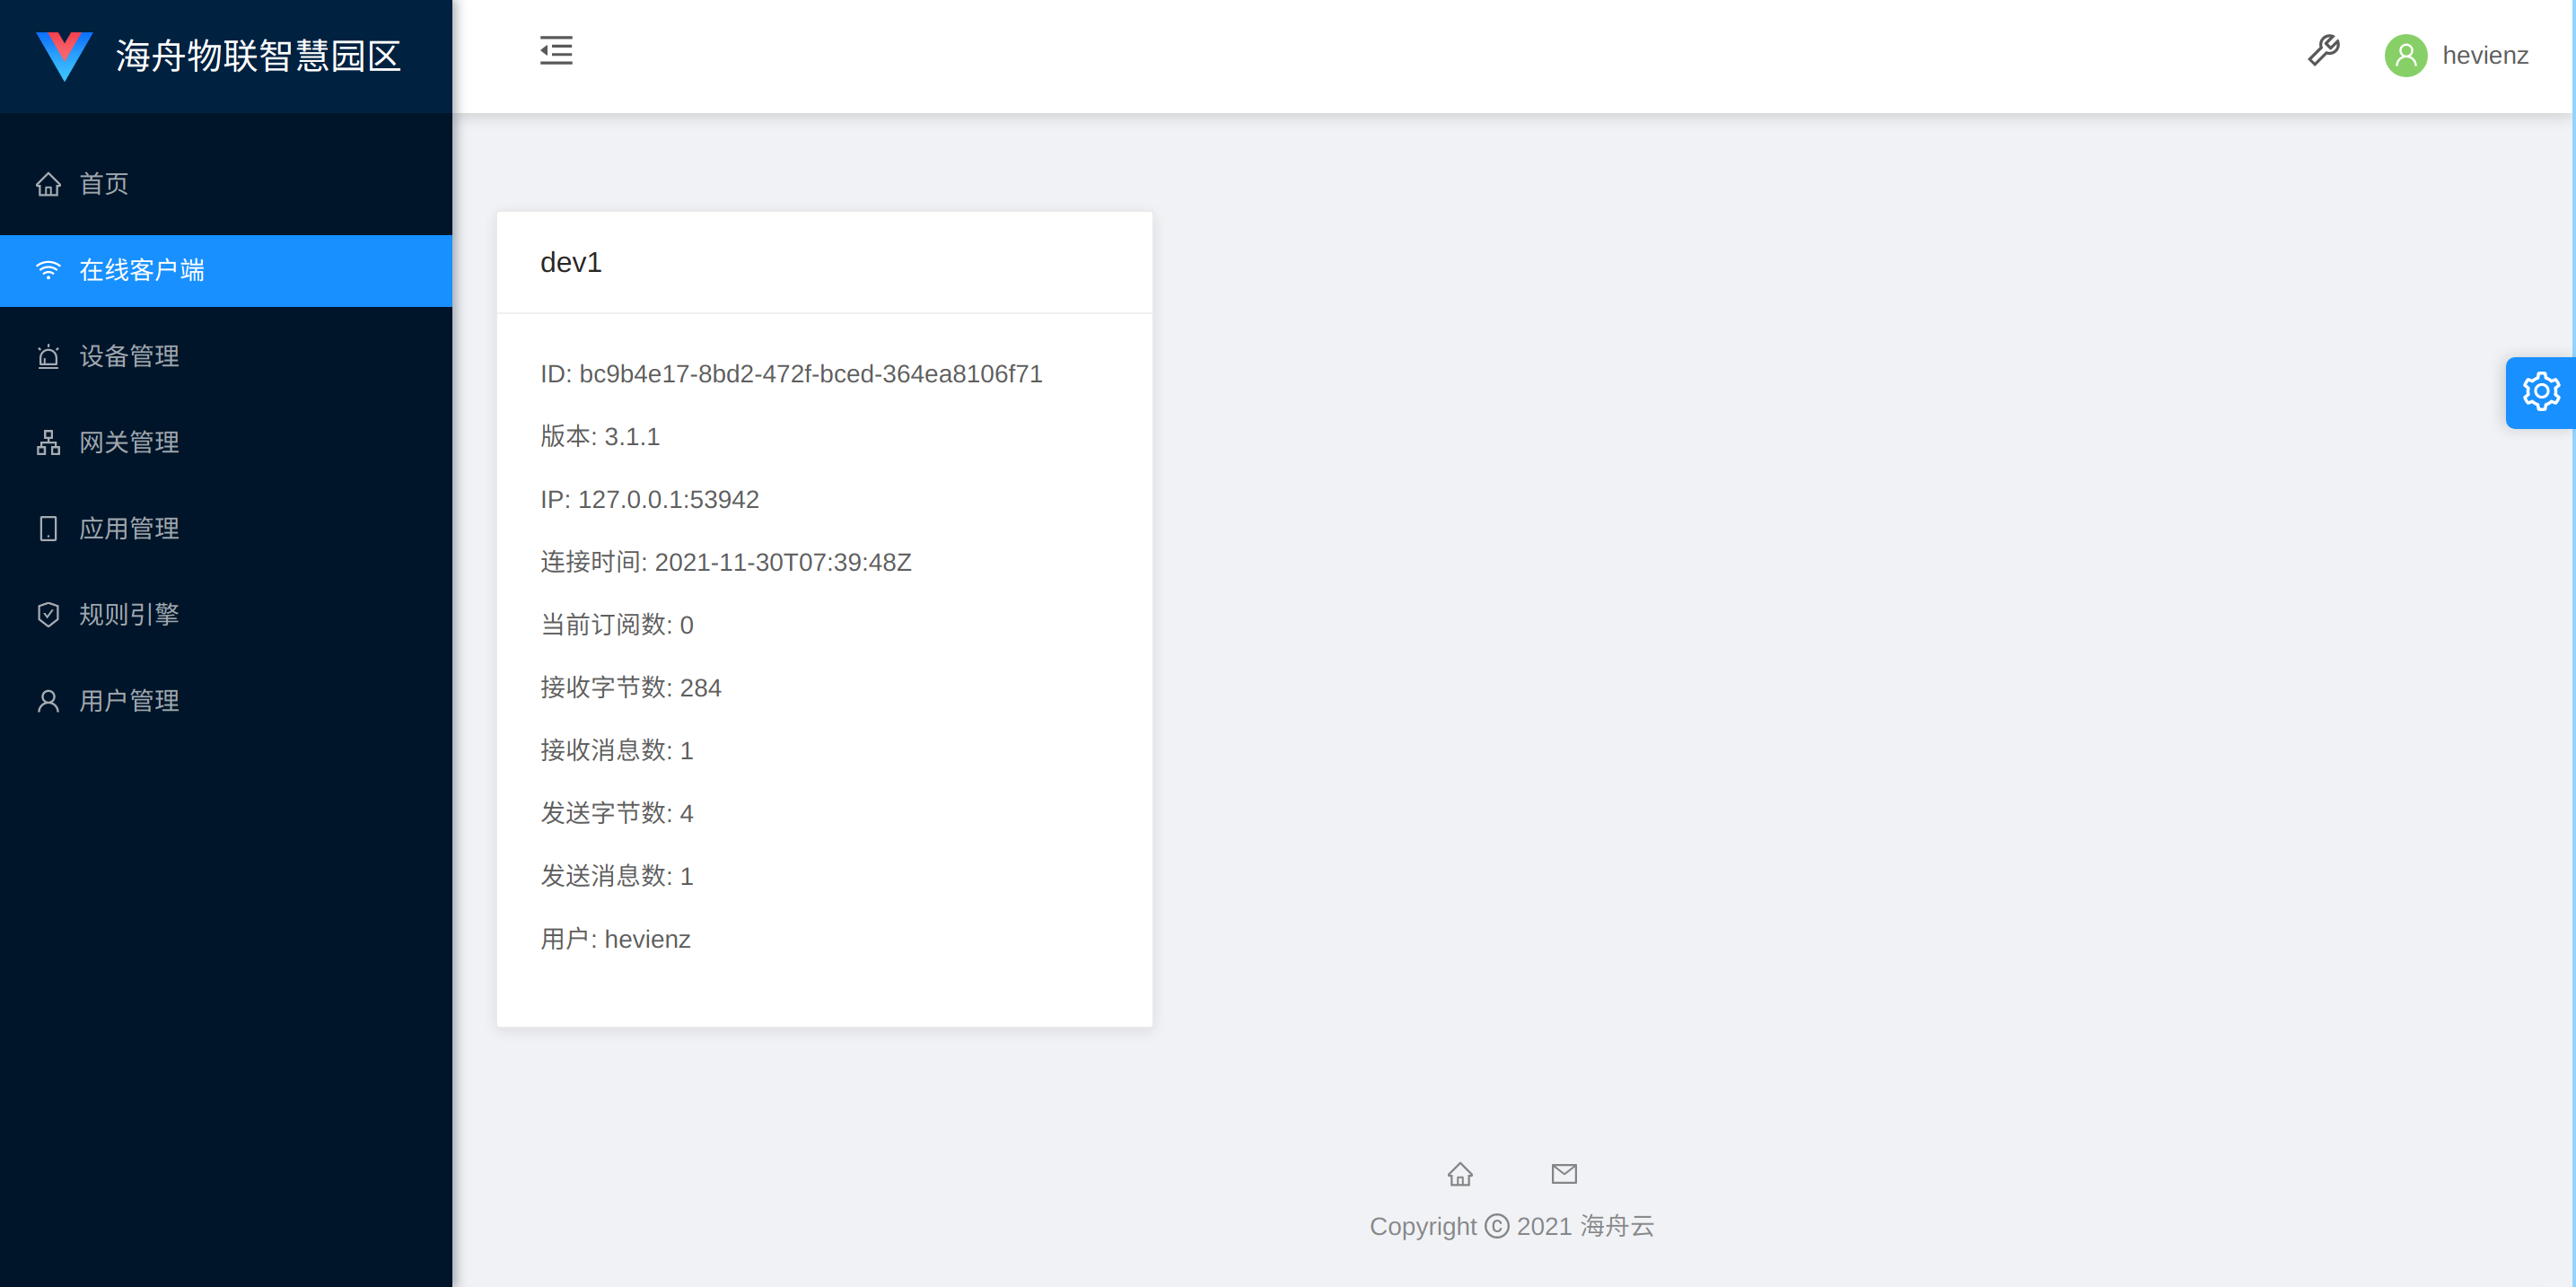 海舟物联智慧园区
hevienz
首页
在线客户端
设备管理
网关管理
应用管理
规则引擎
用户管理
dev1
ID: bc9b4e17-8bd2-472f-bced-364ea8106f71
版本: 3.1.1
IP: 127.0.0.1:53942
连接时间: 2021-11-30T07:39:48Z
当前订阅数: 0
接收字节数: 284
接收消息数: 1
发送字节数: 4
发送消息数: 1
用户: hevienz
Copyright © 2021 海舟云